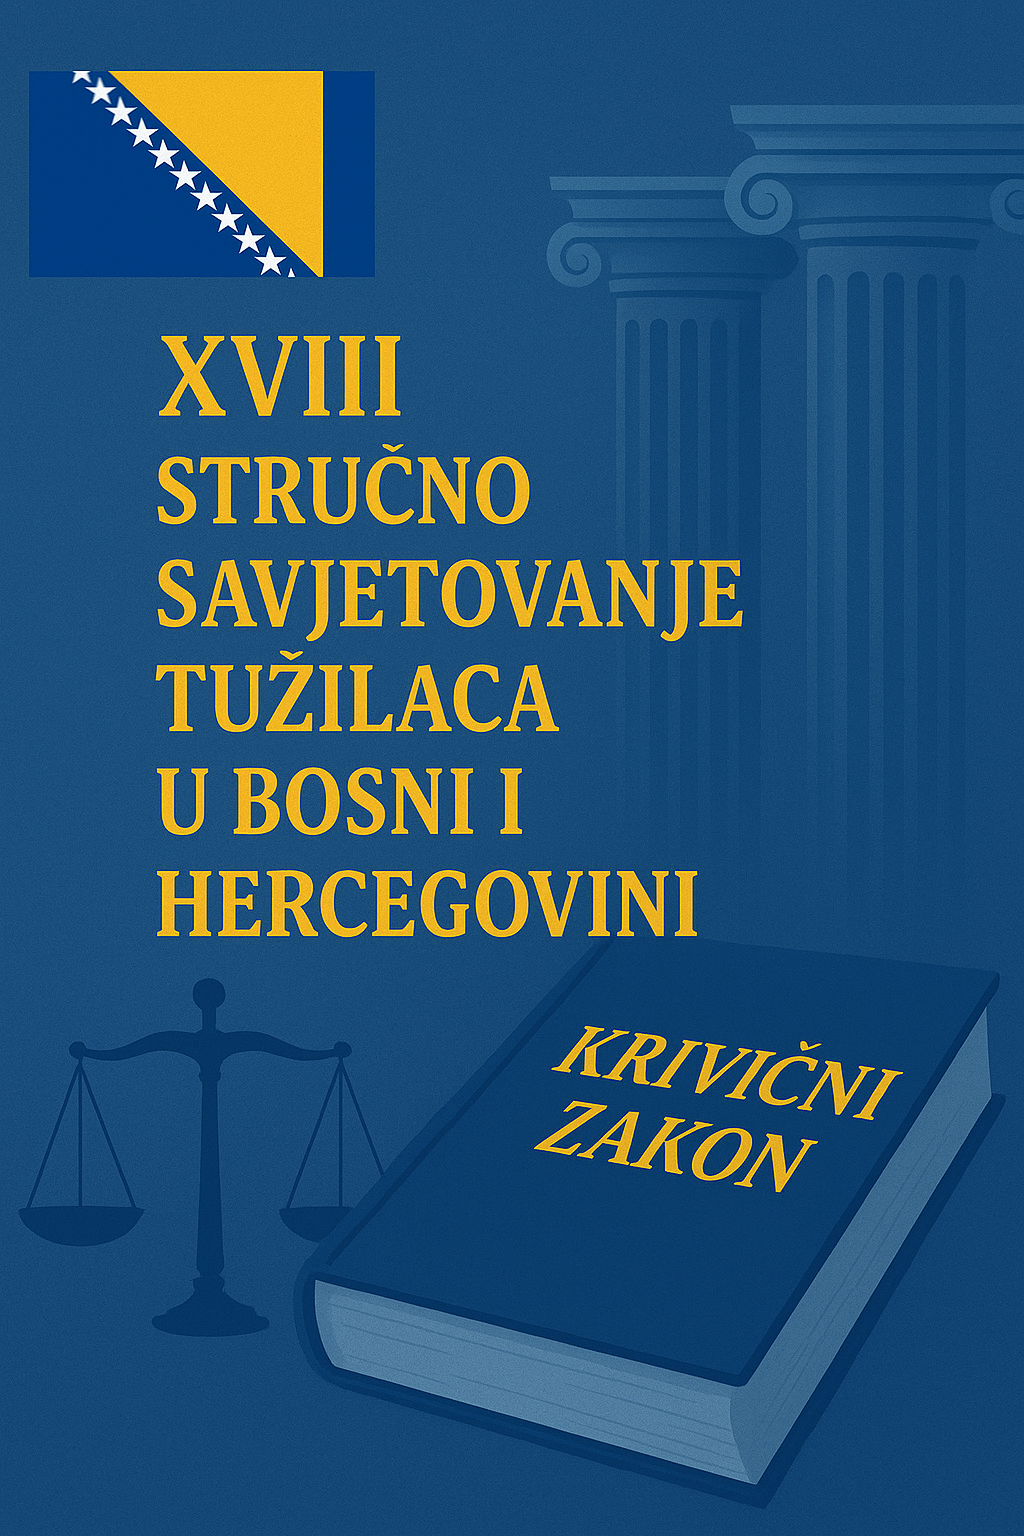 XVIII
STRUČNO
SAVJETOVANJE
TUŽILACA
U BOSNI I
HERCEGOVINI
KRIVIČNI
ZAKON